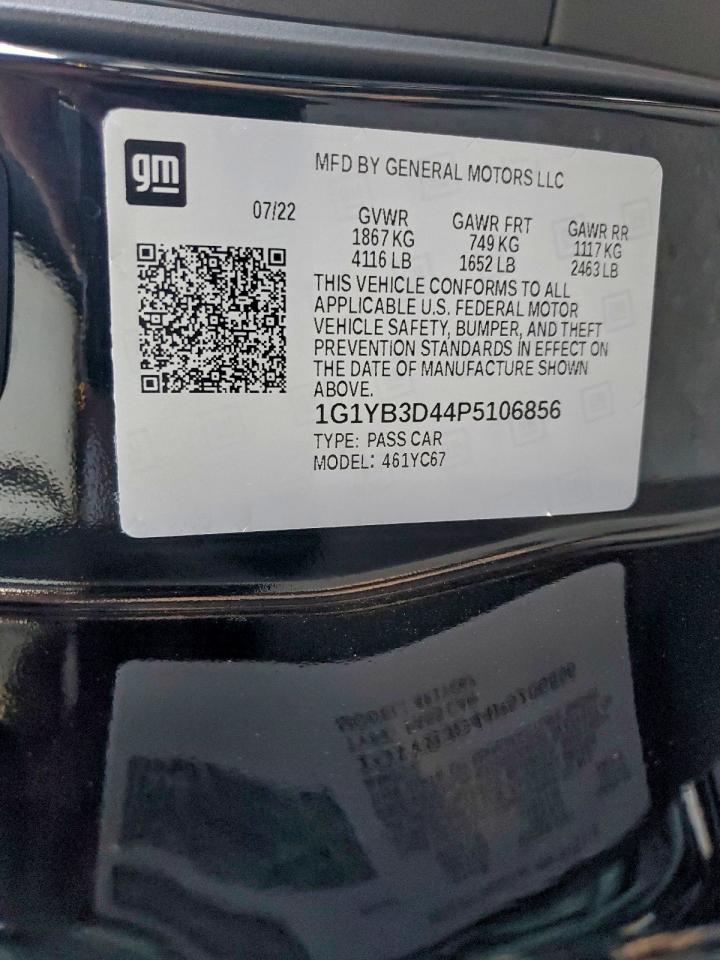 gm
MFD BY GENERAL MOTORS LLC
07/22
GVWR GAWR FRT GAWR RR
1867 KG 749 KG 1117 KG
4116 LB 1652 LB 2463 LB
THIS VEHICLE CONFORMS TO ALL
APPLICABLE U.S. FEDERAL MOTOR
VEHICLE SAFETY, BUMPER, AND THEFT
PREVENTION STANDARDS IN EFFECT ON
THE DATE OF MANUFACTURE SHOWN
ABOVE.
1G1YB3D44P5106856
TYPE: PASS CAR
MODEL: 461YC67